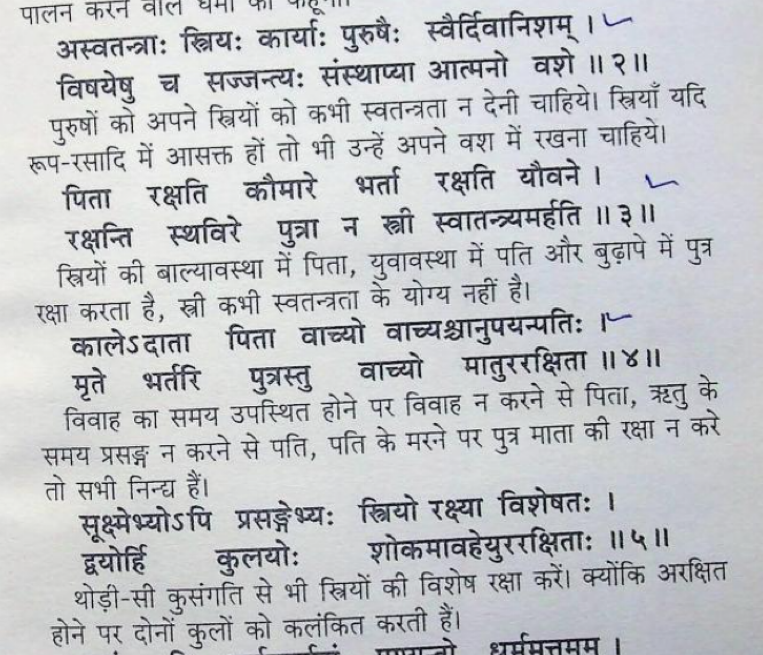 पालन करने वाले धर्मों को कहूँगा।
अस्वतन्त्राः स्त्रियः कार्याः पुरुषैः स्वैर्दिवानिशम् ।
विषयेषु च सज्जन्त्यः संस्थाप्या आत्मनो वशे ॥२॥
पुरुषों को अपने स्त्रियों को कभी स्वतन्त्रता न देनी चाहिये। स्त्रियाँ यदि
रूप-रसादि में आसक्त हों तो भी उन्हें अपने वश में रखना चाहिये।
पिता रक्षति कौमारे भर्ता रक्षति यौवने ।
रक्षन्ति स्थविरे पुत्रा न स्त्री स्वातन्त्र्यमर्हति ॥३॥
स्त्रियों की बाल्यावस्था में पिता, युवावस्था में पति और बुढ़ापे में पुत्र
रक्षा करता है, स्त्री कभी स्वतन्त्रता के योग्य नहीं है।
कालेऽदाता पिता वाच्यो वाच्यश्चानुपयन्पतिः ।
मृते भर्तरि पुत्रस्तु वाच्यो मातुररक्षिता ॥४॥
विवाह का समय उपस्थित होने पर विवाह न करने से पिता, ऋतु के
समय प्रसङ्ग न करने से पति, पति के मरने पर पुत्र माता की रक्षा न करे
तो सभी निन्द्य हैं।
सूक्ष्मेभ्योऽपि प्रसङ्गेभ्यः स्त्रियो रक्ष्या विशेषतः ।
द्वयोर्हि कुलयोः शोकमावहेयुररक्षिताः ॥५॥
थोड़ी-सी कुसंगति से भी स्त्रियों की विशेष रक्षा करें। क्योंकि अरक्षित
होने पर दोनों कुलों को कलंकित करती हैं।
धर्ममुत्तमम् ।